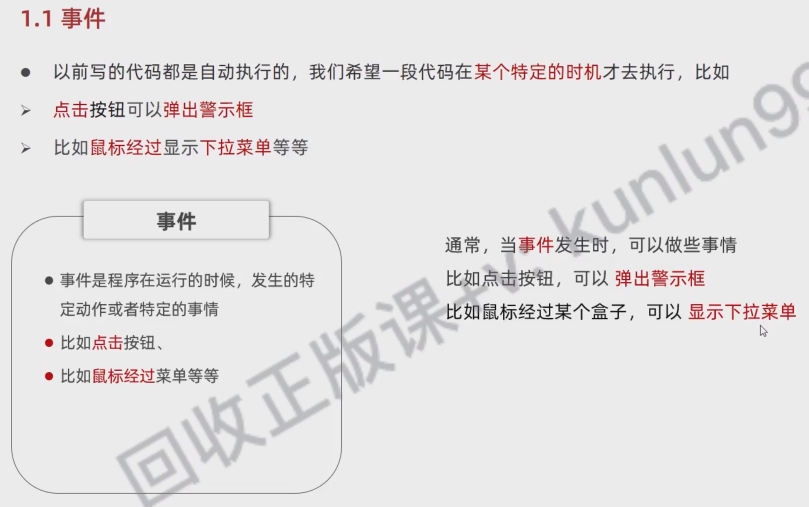 1.1 事件
以前写的代码都是自动执行的，我们希望一段代码在某个特定的时机才去执行，比如
点击按钮可以弹出警示框
比如鼠标经过显示下拉菜单等等
事件
事件是程序在运行的时候，发生的特
定动作或者特定的事情
比如点击按钮、
比如鼠标经过菜单等等
通常，当事件发生时，可以做些事情
比如点击按钮，可以 弹出警示框
比如鼠标经过某个盒子，可以 显示下拉菜单
回收正版课+v: kunlun99